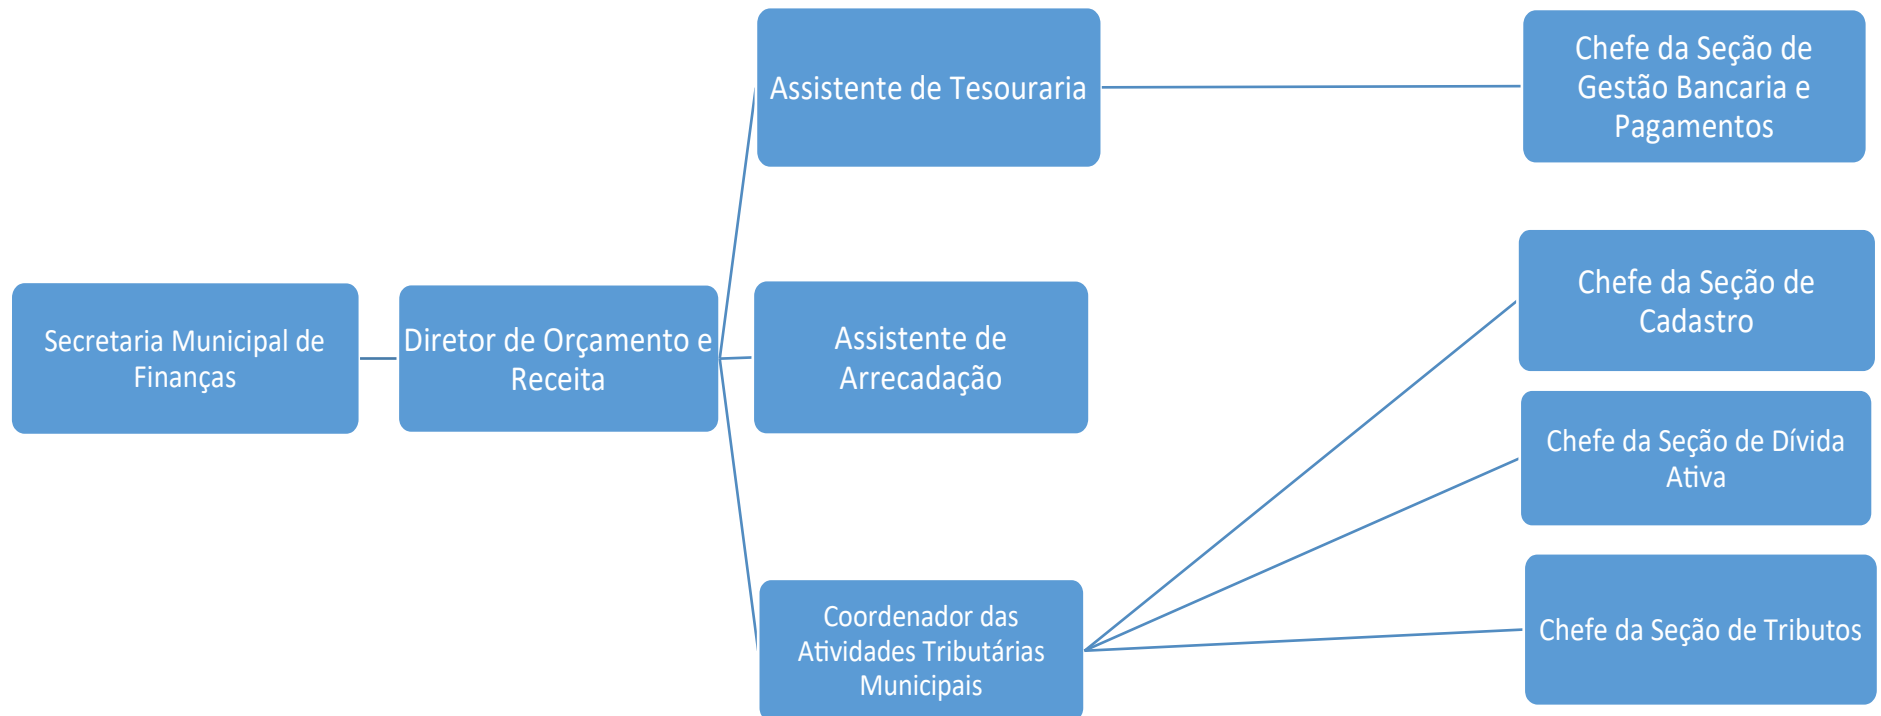 Secretaria Municipal de
Finanças
Diretor de Orçamento e
Receita
Assistente de Tesouraria
Assistente de
Arrecadação
Coordenador das
Atividades Tributárias
Municipais
Chefe da Seção de
Gestão Bancaria e
Pagamentos
Chefe da Seção de
Cadastro
Chefe da Seção de Dívida
Ativa
Chefe da Seção de Tributos